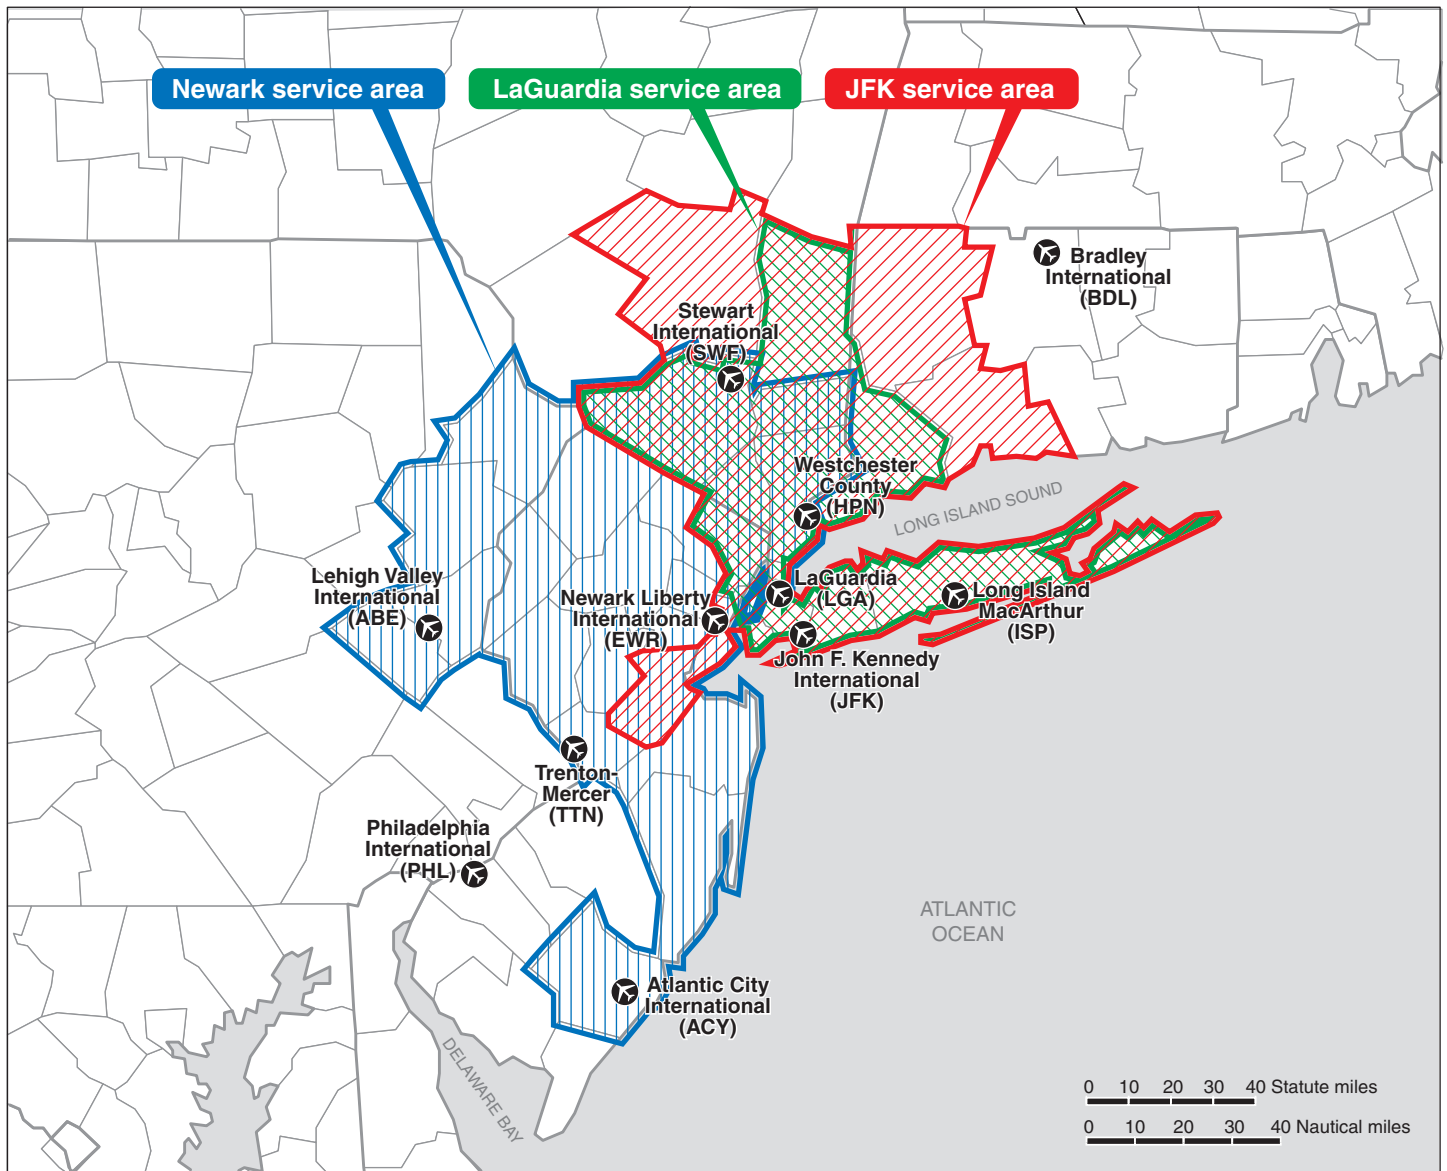 Newark service area
LaGuardia service area
JFK service area
Bradley
International
(BDL)
Stewart
International
(SWF)
Westchester
County
(HPN)
LONG ISLAND SOUND
Lehigh Valley
International
(ABE)
Newark Liberty
International
(EWR)
LaGuardia
(LGA)
Long Island
MacArthur
(ISP)
John F. Kennedy
International
(JFK)
Trenton-
Mercer
(TTN)
Philadelphia
International
(PHL)
ATLANTIC
OCEAN
Atlantic City
International
(ACY)
DELAWARE BAY
0 10 20 30 40 Statute miles
0 10 20 30 40 Nautical miles